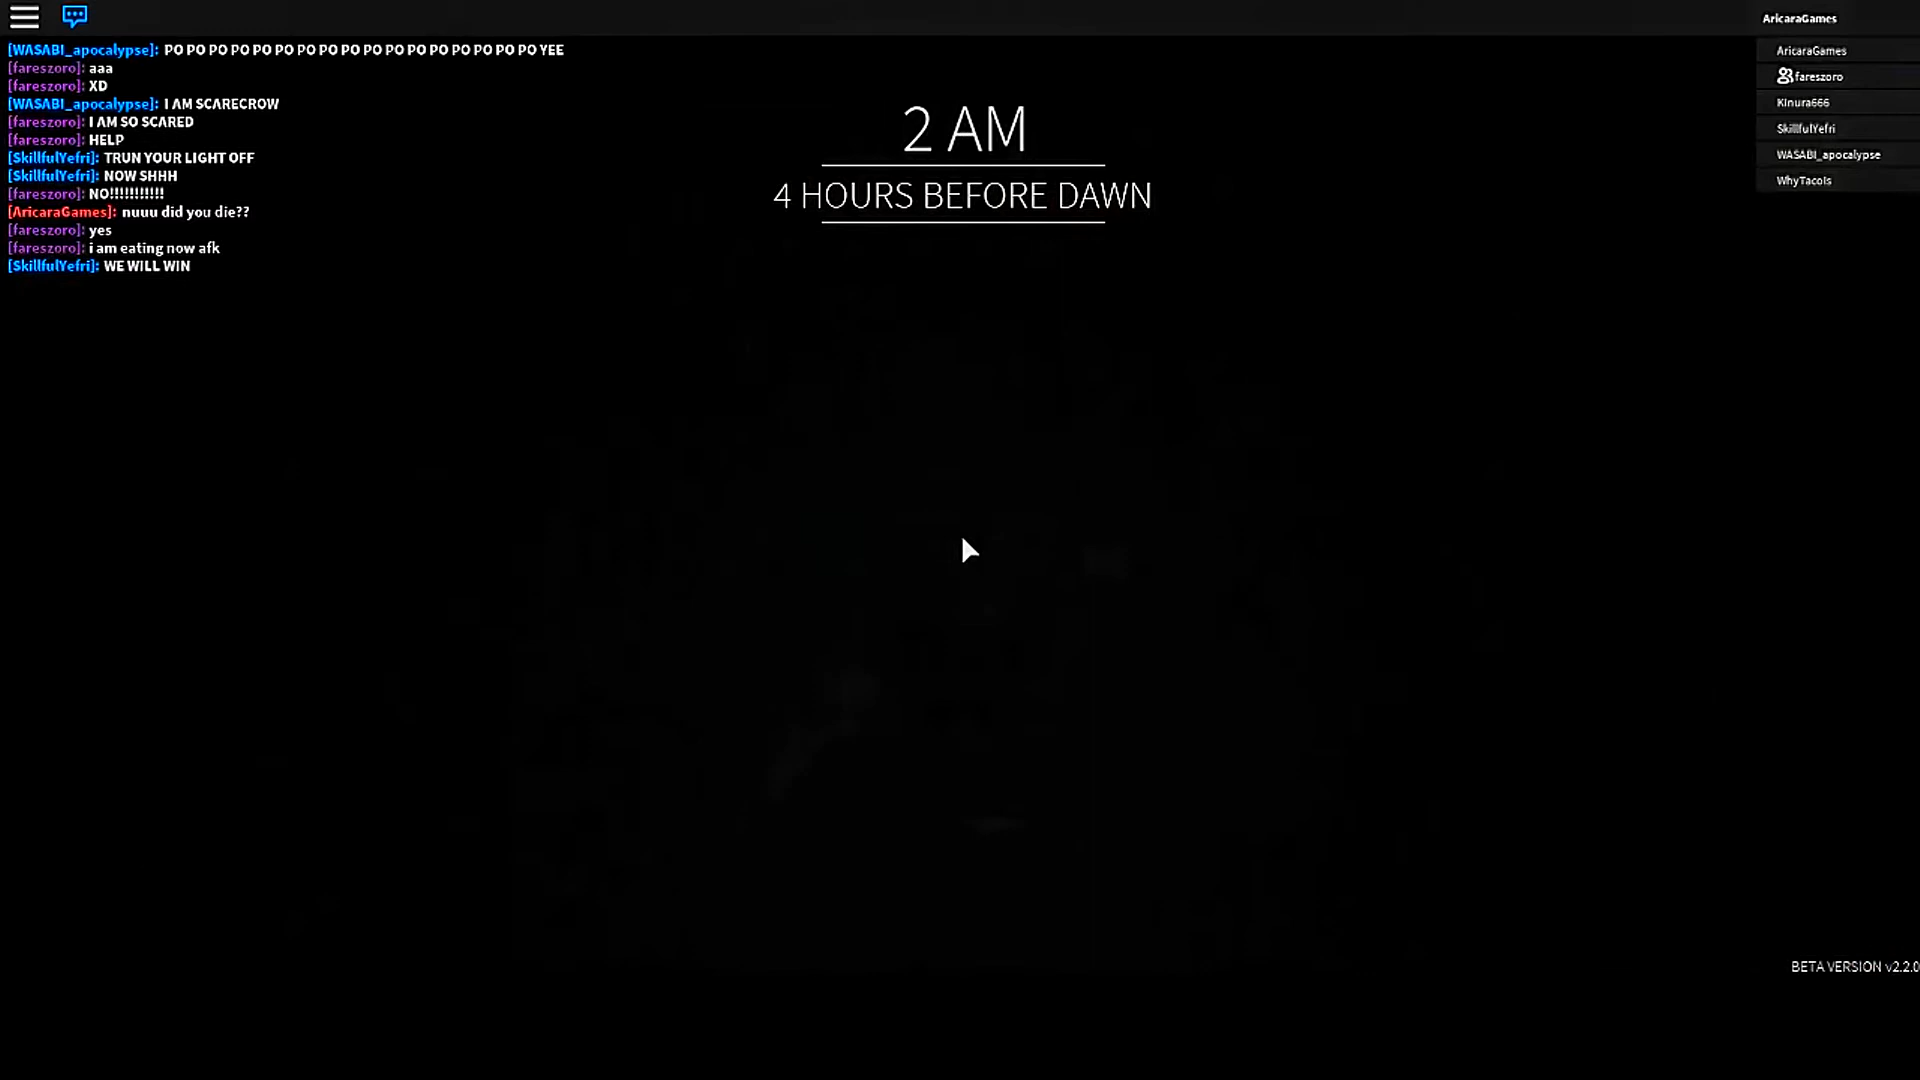 AricaraGames
[WASABI_apocalypse]: PO PO PO PO PO PO PO PO PO PO PO PO PO PO PO PO PO YEE
[fareszoro]: aaa
[fareszoro]: XD
[WASABI_apocalypse]: I AM SCARECROW
[fareszoro]: I AM SO SCARED
[fareszoro]: HELP
[SkillfulYefri]: TRUN YOUR LIGHT OFF
[SkillfulYefri]: NOW SHHH
[fareszoro]: NO!!!!!!!!!!!
[AricaraGames]: nuuu did you die??
[fareszoro]: yes
[fareszoro]: i am eating now afk
[SkillfulYefri]: WE WILL WIN
2 AM
4 HOURS BEFORE DAWN
AricaraGames
fareszoro
Kinura666
SkillfulYefri
WASABI_apocalypse
WhyTacoIs
BETA VERSION v2.2.0